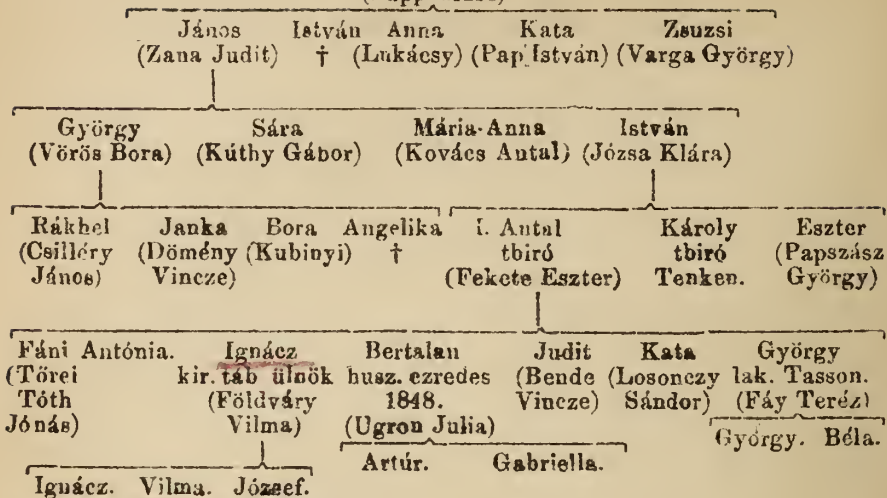 János István Anna Kata Zsuzsi
(Zana Judit) † (Lukácsy) (Pap István) (Varga György)
György Sára Mária-Anna István
(Vörös Bora) (Kúthy Gábor) (Kovács Antal) (Józsa Klára)
Rákhel Janka Bora Angelika I. Antal Károly Eszter
(Csilléry (Dömény (Kubinyi) † tbiró tbiró (Papszász
János) Vincze) (Fekete Eszter) Tenken. György)
Fáni Antónia. Ignácz Bertalan Judit Kata György
(Tőrei kir. táb ülnök husz. ezredes (Bende (Losonczy lak. Tasson.
Tóth (Földváry 1848. Vincze) Sándor) (Fáy Teréz)
Jónás) Vilma) (Ugron Julia) György. Béla.
Artúr. Gabriella.
Ignácz. Vilma. József.